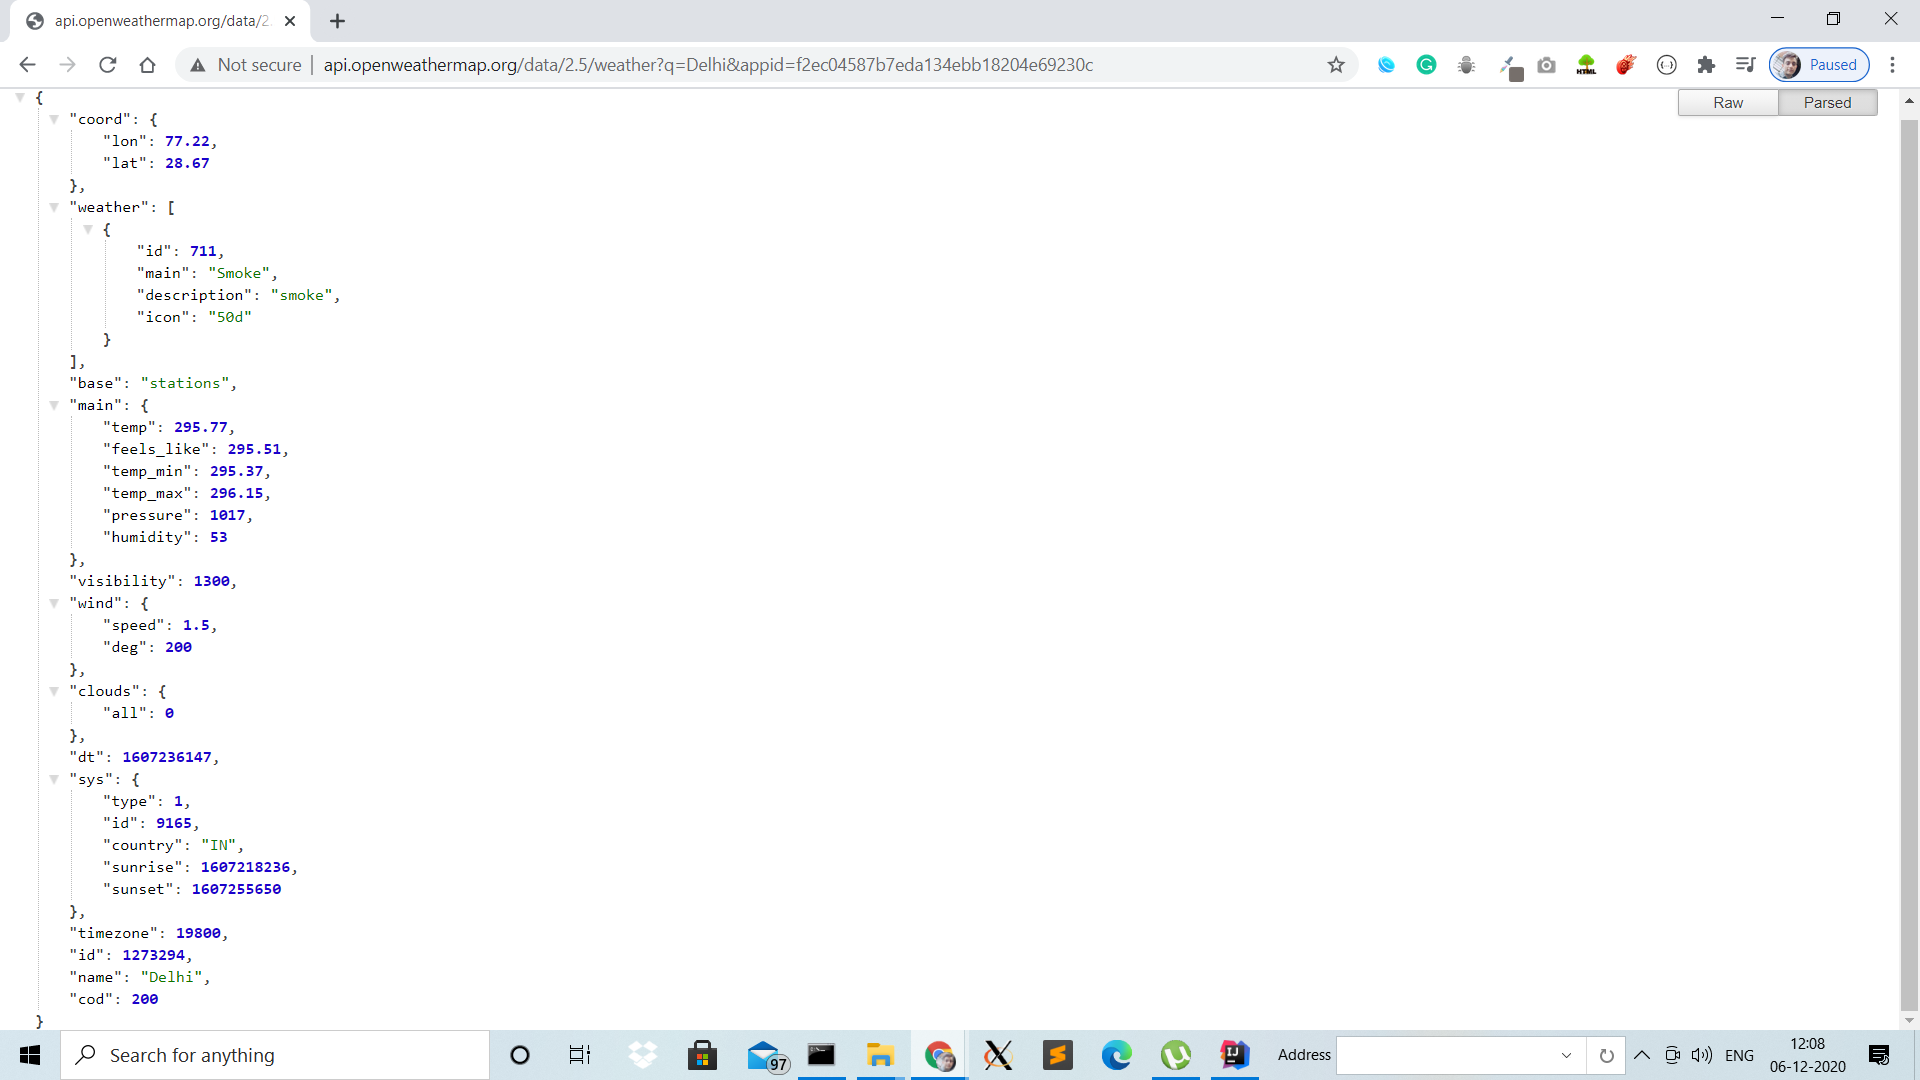 api.openweathermap.org/data/2
Not secure | api.openweathermap.org/data/2.5/weather?q=Delhi&appid=f2ec04587b7eda134ebb18204e69230c
HTML
Paused
Raw
Parsed
{
"coord": {
"lon": 77.22,
"lat": 28.67
},
"weather": [
{
"id": 711,
"main": "Smoke",
"description": "smoke",
"icon": "50d"
}
],
"base": "stations",
"main": {
"temp": 295.77,
"feels_like": 295.51,
"temp_min": 295.37,
"temp_max": 296.15,
"pressure": 1017,
"humidity": 53
},
"visibility": 1300,
"wind": {
"speed": 1.5,
"deg": 200
},
"clouds": {
"all": 0
},
"dt": 1607236147,
"sys": {
"type": 1,
"id": 9165,
"country": "IN",
"sunrise": 1607218236,
"sunset": 1607255650
},
"timezone": 19800,
"id": 1273294,
"name": "Delhi",
"cod": 200
}
Search for anything
97
Address
ENG
12:08
06-12-2020